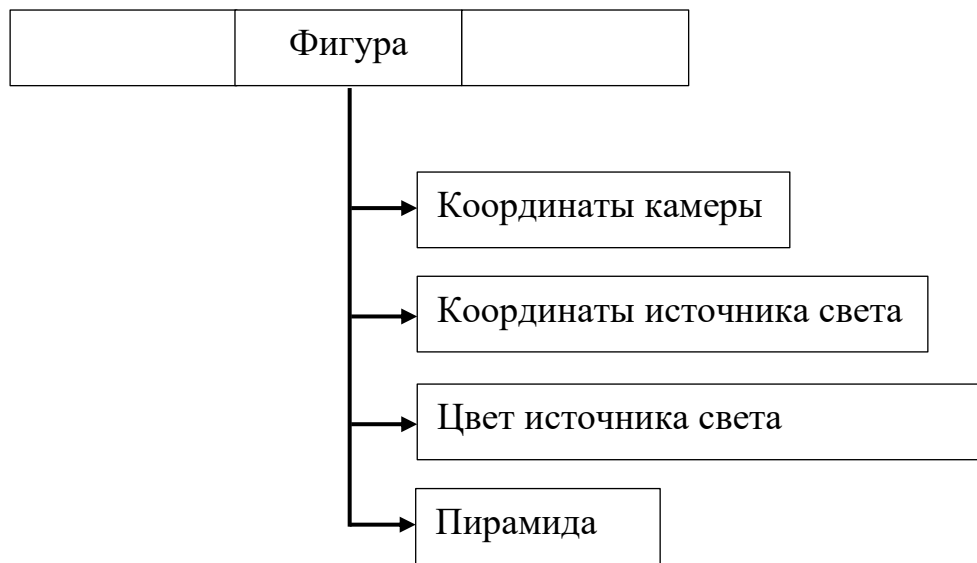 Фигура
Координаты камеры
Координаты источника света
Цвет источника света
Пирамида